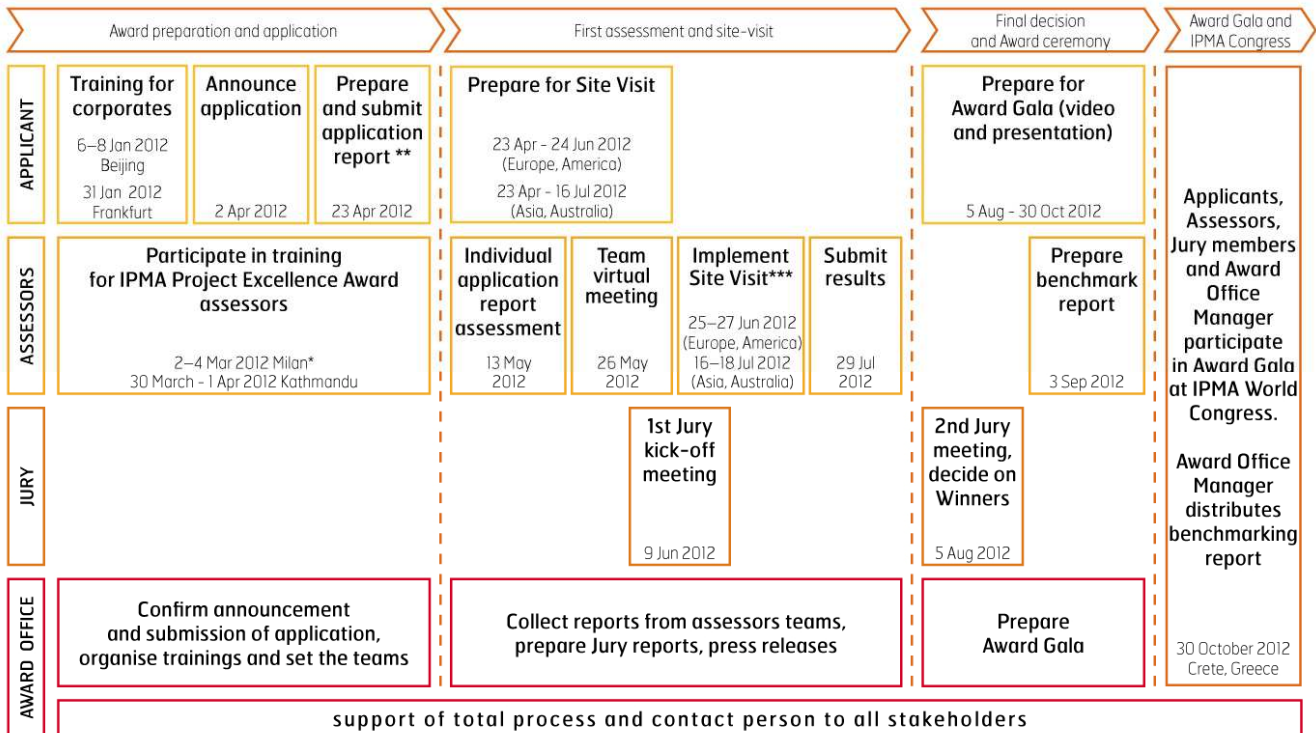 Award preparation and application
First assessment and site-visit
Final decision
and Award ceremony
Award Gala and
IPMA Congress
APPLICANT
Training for
corporates
6–8 Jan 2012
Beijing
31 Jan 2012
Frankfurt
Announce
application
2 Apr 2012
Prepare
and submit
application
report **
23 Apr 2012
Prepare for Site Visit
23 Apr - 24 Jun 2012
(Europe, America)
23 Apr - 16 Jul 2012
(Asia, Australia)
Prepare for
Award Gala (video
and presentation)
5 Aug - 30 Oct 2012
ASSESSORS
Participate in training
for IPMA Project Excellence Award
assessors
2–4 Mar 2012 Milan*
30 March - 1 Apr 2012 Kathmandu
Individual
application
report
assessment
13 May
2012
Team
virtual
meeting
26 May
2012
Implement
Site Visit***
25–27 Jun 2012
(Europe, America)
16–18 Jul 2012
(Asia, Australia)
Submit
results
29 Jul
2012
Prepare
benchmark
report
3 Sep 2012
JURY
1st Jury
kick-off
meeting
9 Jun 2012
2nd Jury
meeting,
decide on
Winners
5 Aug 2012
Applicants,
Assessors,
Jury members
and Award
Office
Manager
participate
in Award Gala
at IPMA World
Congress.
Award Office
Manager
distributes
benchmarking
report
30 October 2012
Crete, Greece
AWARD OFFICE
Confirm announcement
and submission of application,
organise trainings and set the teams
Collect reports from assessors teams,
prepare Jury reports, press releases
Prepare
Award Gala
support of total process and contact person to all stakeholders